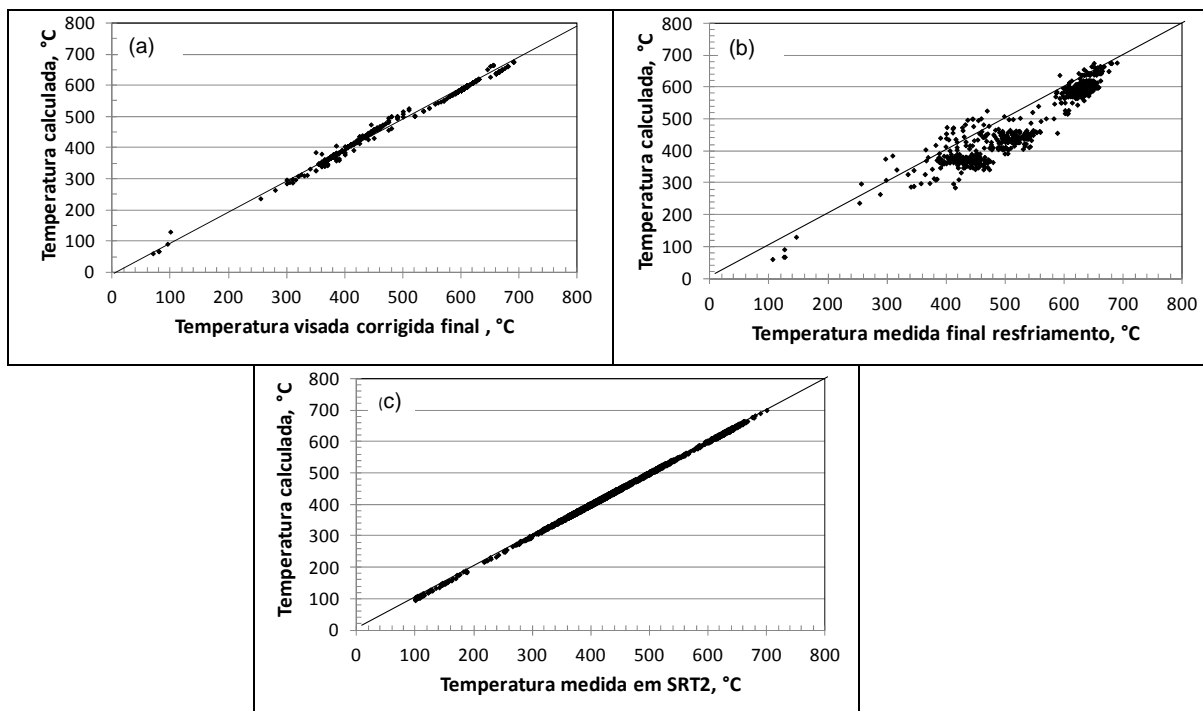 (a)
Temperatura calculada, °C
800
700
600
500
400
300
200
100
0
0 100 200 300 400 500 600 700 800
Temperatura visada corrigida final , °C
(b)
Temperatura calculada, °C
800
700
600
500
400
300
200
100
0
0 100 200 300 400 500 600 700 800
Temperatura medida final resfriamento, °C
(c)
Temperatura calculada, °C
800
700
600
500
400
300
200
100
0
0 100 200 300 400 500 600 700 800
Temperatura medida em SRT2, °C